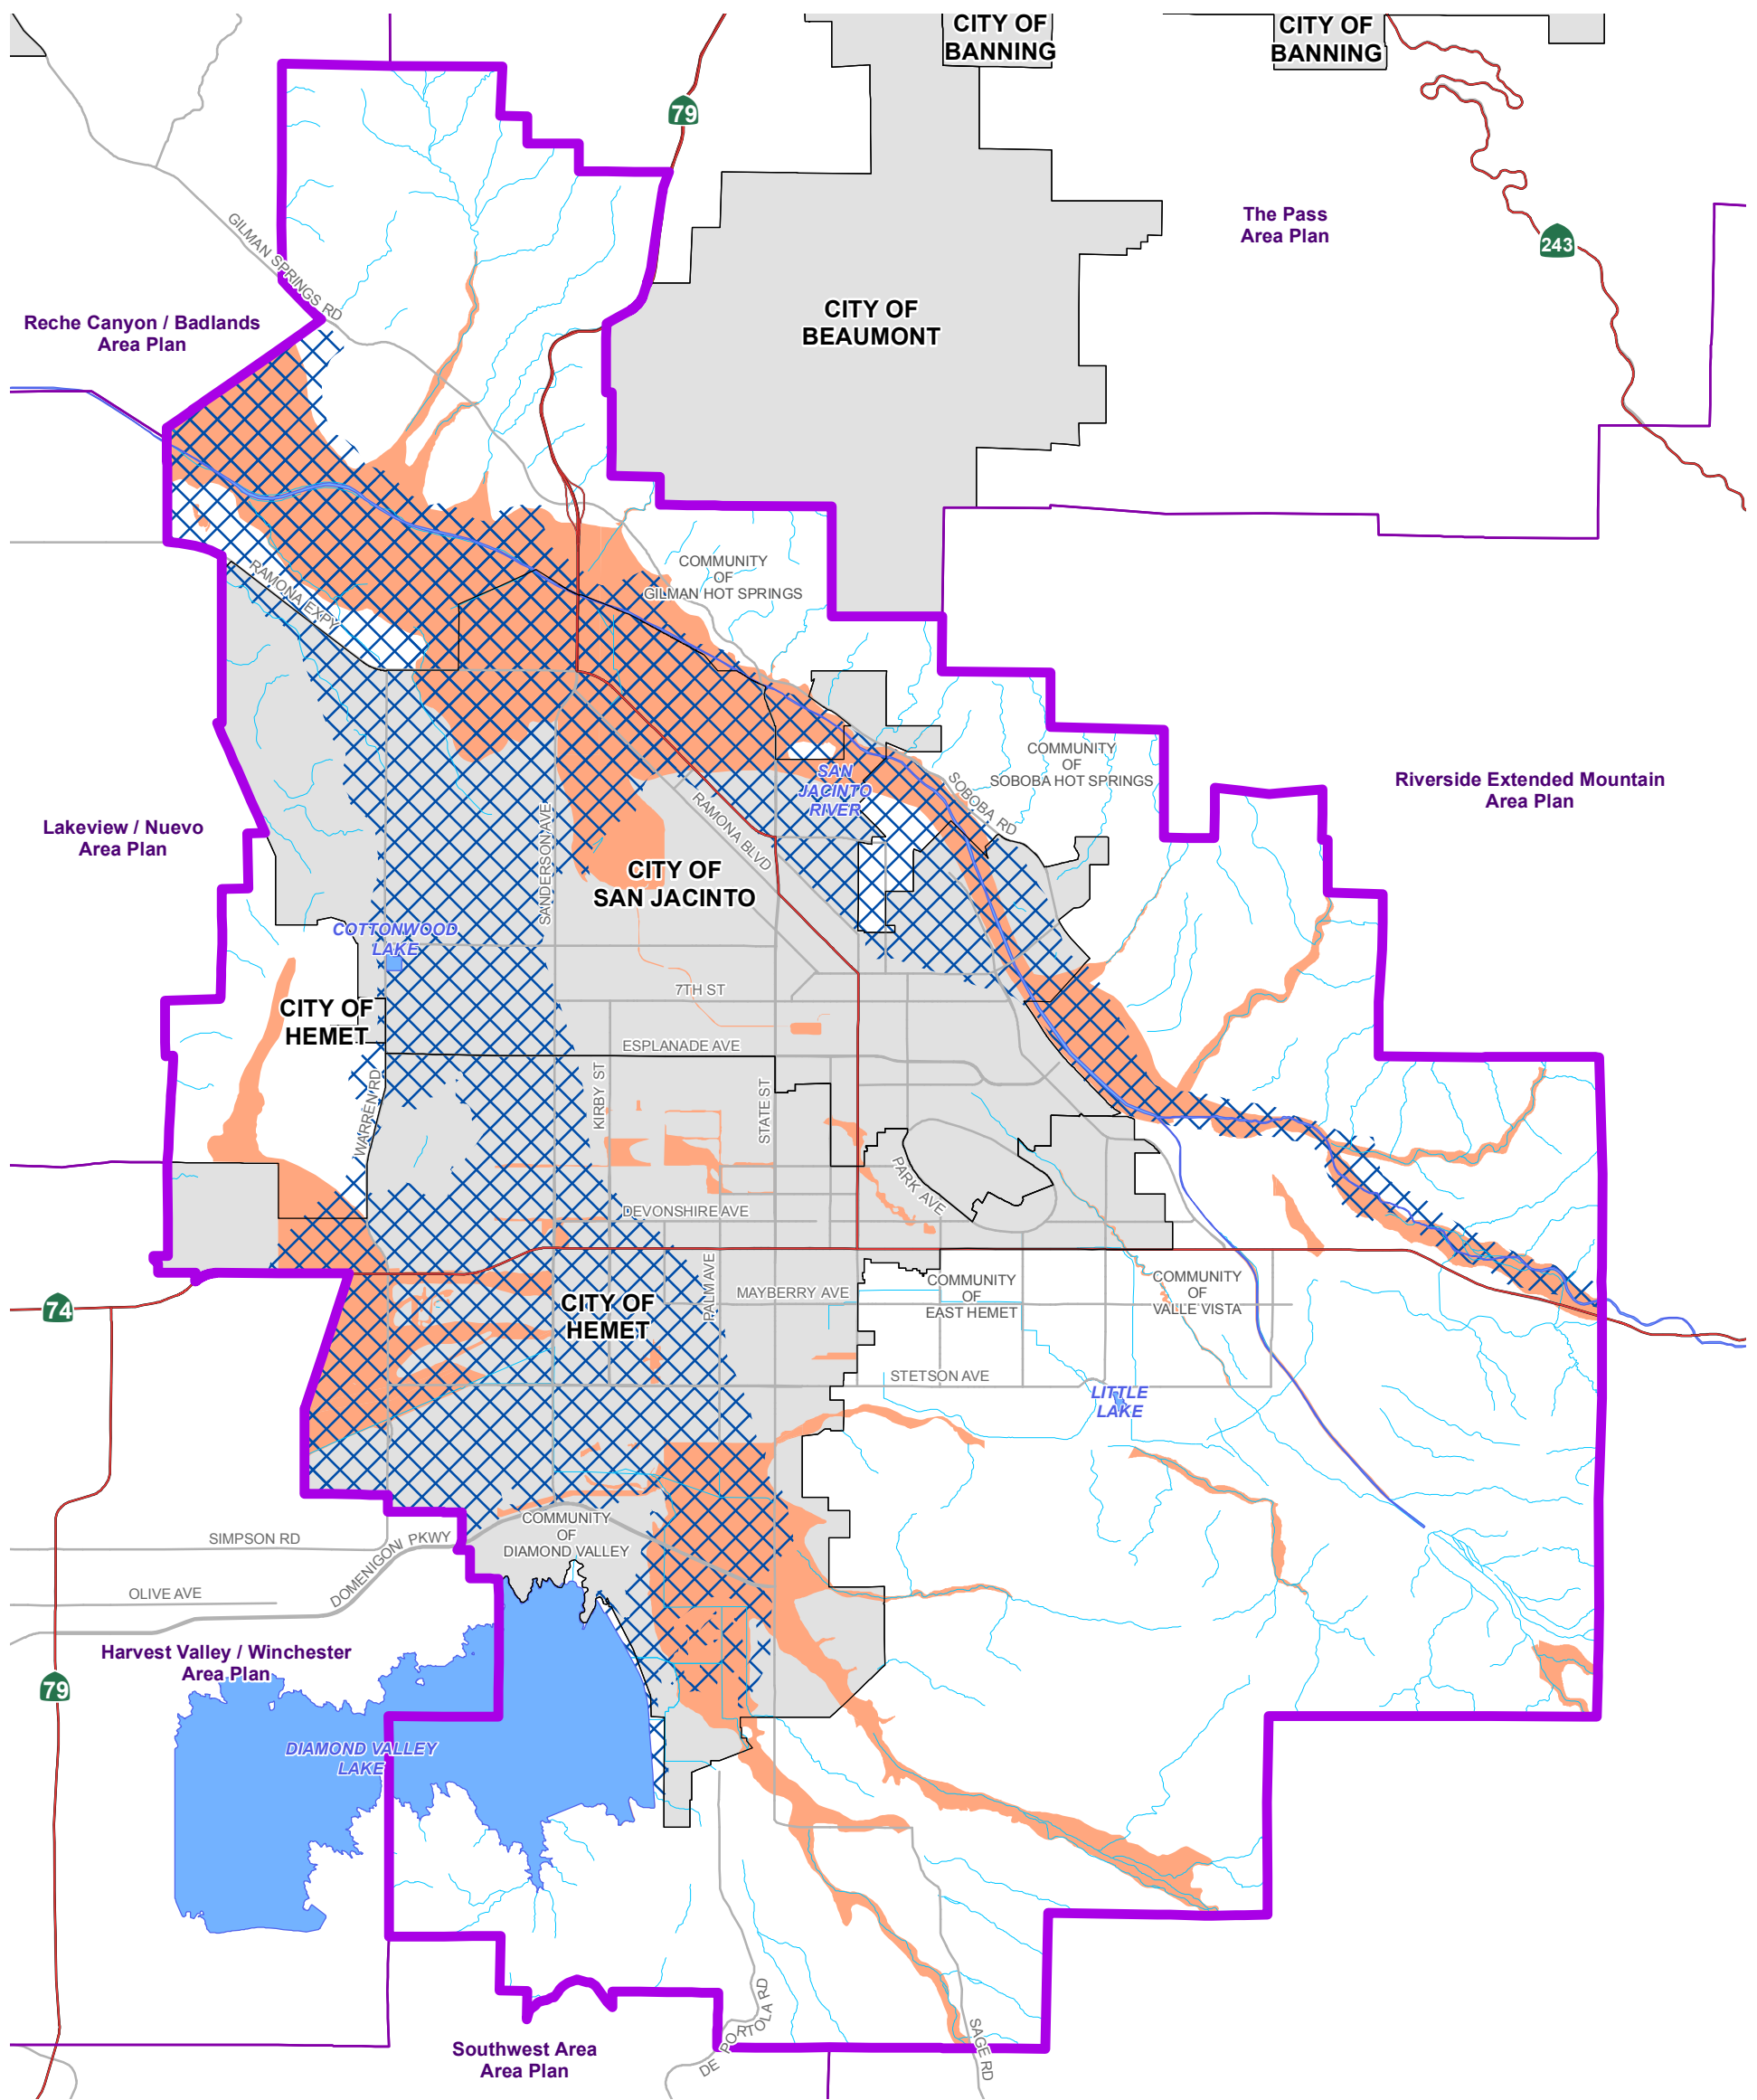 CITY OF
BANNING
CITY OF
BANNING
79
The Pass
Area Plan
243
GILMAN SPRINGS RD
CITY OF
BEAUMONT
Reche Canyon / Badlands
Area Plan
COMMUNITY
OF
GILMAN HOT SPRINGS
RAMONA EXPY
COMMUNITY
OF
SOBOBA HOT SPRINGS
SAN
JACINTO
RIVER
SOBOBA RD
Riverside Extended Mountain
Area Plan
Lakeview / Nuevo
Area Plan
SANDERSON AVE
RAMONA BLVD
CITY OF
SAN JACINTO
COTTONWOOD
LAKE
7TH ST
CITY OF
HEMET
ESPLANADE AVE
WARREN RD
KIRBY ST
STATE ST
PARK AVE
DEVONSHIRE AVE
PALM AVE
MAYBERRY AVE
COMMUNITY
OF
EAST HEMET
COMMUNITY
OF
VALLE VISTA
74
CITY OF
HEMET
STETSON AVE
LITTLE
LAKE
COMMUNITY
OF
DIAMOND VALLEY
SIMPSON RD
DOMENIGONI PKWY
OLIVE AVE
Harvest Valley / Winchester
Area Plan
79
DIAMOND VALLEY
LAKE
DE PORTOLA RD
SAGE RD
Southwest Area
Area Plan